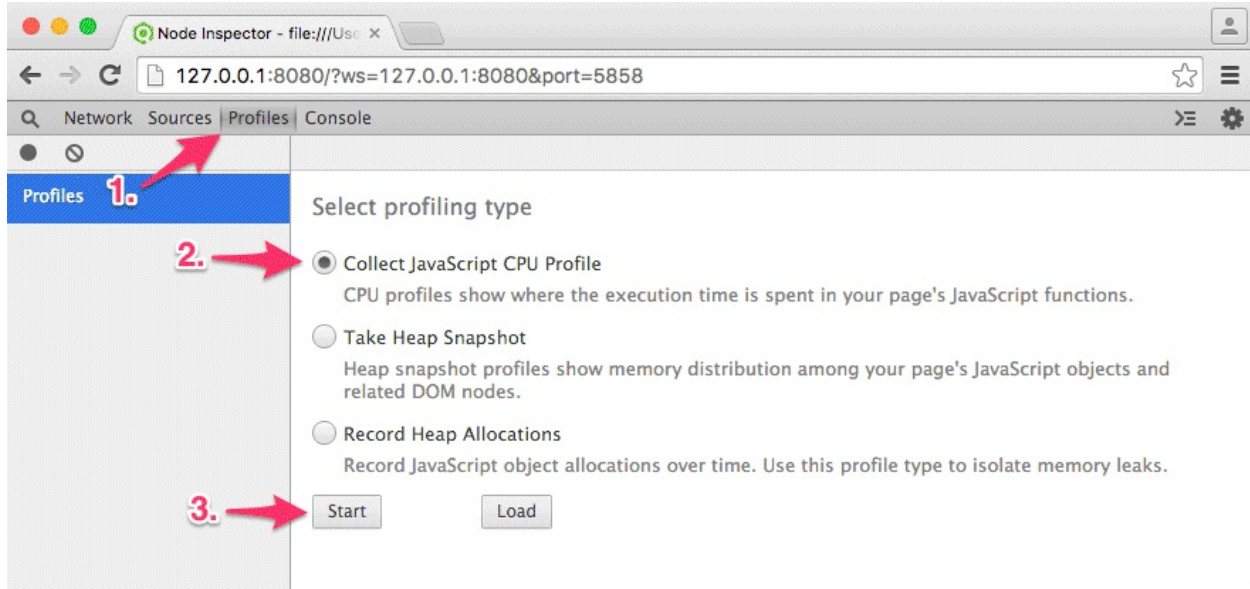 Node Inspector - file:///Use
127.0.0.1:8080/?ws=127.0.0.1:8080&port=5858
Network Sources Profiles Console
1.
Profiles
Select profiling type
2.
Collect JavaScript CPU Profile
CPU profiles show where the execution time is spent in your page's JavaScript functions.
Take Heap Snapshot
Heap snapshot profiles show memory distribution among your page's JavaScript objects and
related DOM nodes.
Record Heap Allocations
Record JavaScript object allocations over time. Use this profile type to isolate memory leaks.
3.
Start Load